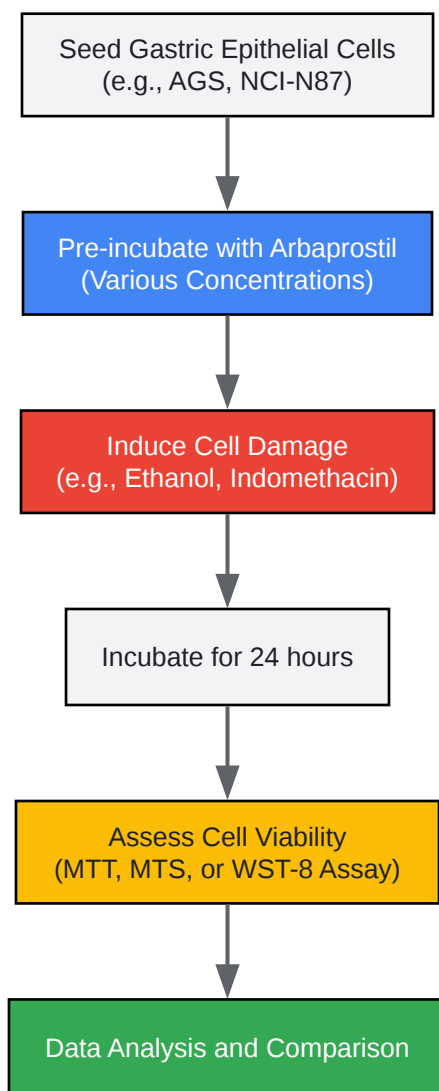 Seed Gastric Epithelial Cells
(e.g., AGS, NCI-N87)
Pre-incubate with Arbaprostil
(Various Concentrations)
Induce Cell Damage
(e.g., Ethanol, Indomethacin)
Incubate for 24 hours
Assess Cell Viability
(MTT, MTS, or WST-8 Assay)
Data Analysis and Comparison